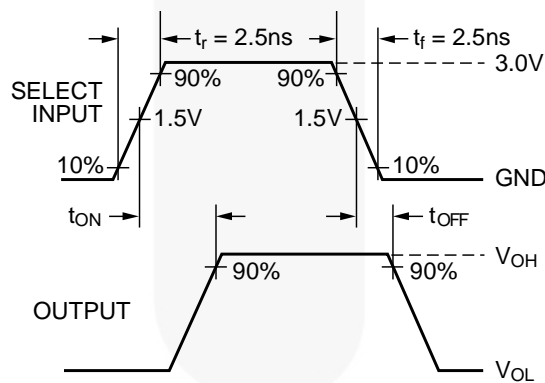 tr = 2.5ns
tf = 2.5ns
90%
90%
3.0V
SELECT
INPUT
1.5V
1.5V
10%
10%
GND
tON
tOFF
VOH
90%
90%
OUTPUT
VOL